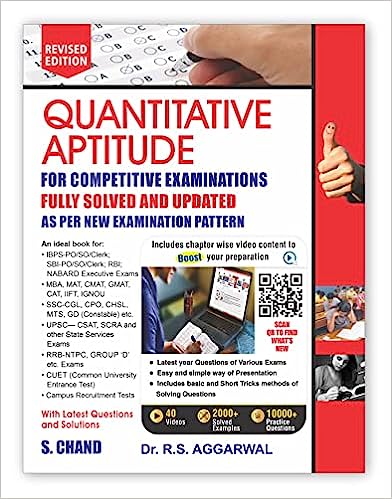 REVISED
EDITION
QUANTITATIVE
APTITUDE
FOR COMPETITIVE EXAMINATIONS
FULLY SOLVED AND UPDATED
AS PER NEW EXAMINATION PATTERN
An ideal book for:
• IBPS-PO/SO/Clerk;
SBI-PO/SO/Clerk; RBI;
NABARD Executive Exams
• MBA, MAT, CMAT, GMAT,
CAT, IIFT, IGNOU
• SSC-CGL, CPO, CHSL,
MTS, GD (Constable) etc.
• UPSC— CSAT, SCRA and
other State Services
Exams
• RRB-NTPC, GROUP 'D'
etc. Exams
• CUET (Common University
Entrance Test)
• Campus Recruitment Tests
With Latest Questions
and Solutions
Includes chapter wise video content to
Boost your preparation
SCAN
QR TO FIND
WHAT'S
NEW
• Latest year Questions of Various Exams
• Easy and simple way of Presentation
• Includes basic and Short Tricks methods of
Solving Questions
40
Videos
2000+
Solved
Examples
10000+
Practice
Questions
S. CHAND
Dr. R.S. AGGARWAL